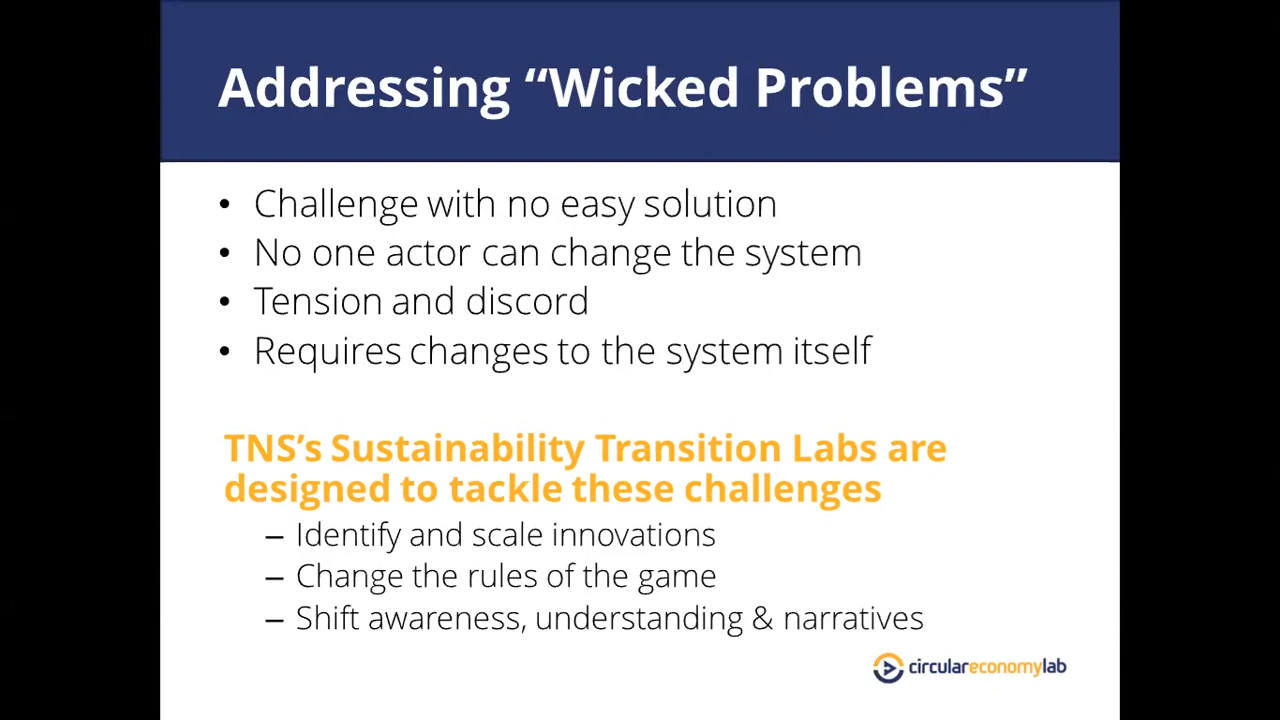 Addressing “Wicked Problems”
• Challenge with no easy solution
• No one actor can change the system
• Tension and discord
• Requires changes to the system itself
TNS’s Sustainability Transition Labs are
designed to tackle these challenges
– Identify and scale innovations
– Change the rules of the game
– Shift awareness, understanding & narratives
circulareconomylab